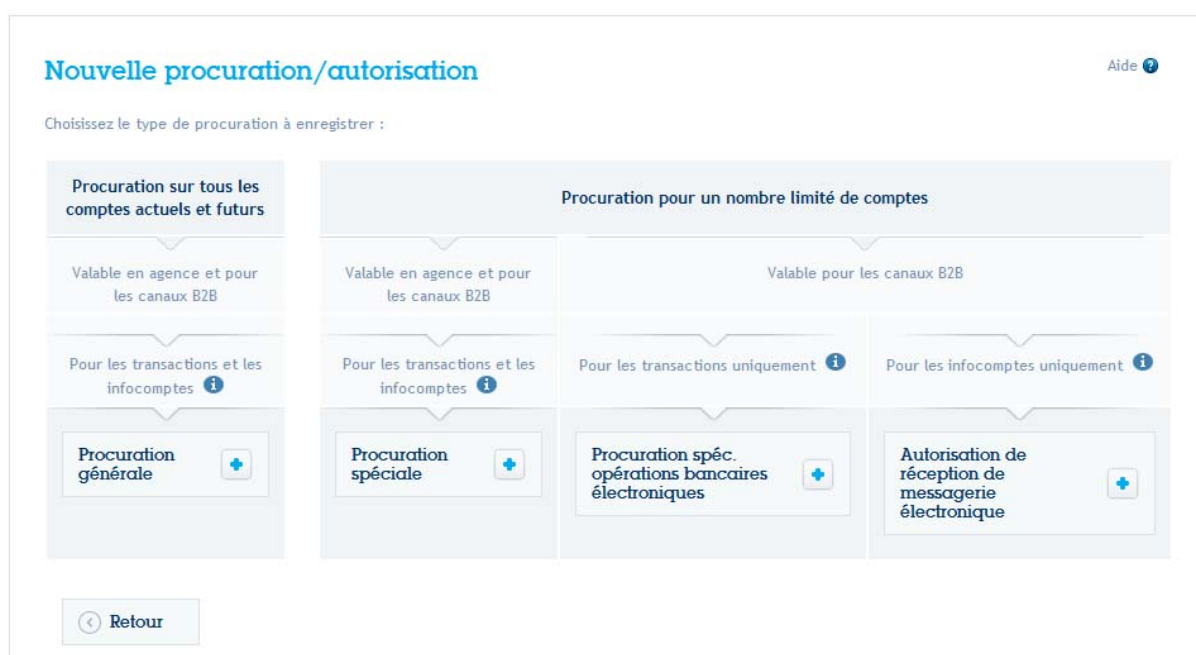 Nouvelle procuration/autorisation
Aide
Choisissez le type de procuration à enregistrer :
Procuration sur tous les
comptes actuels et futurs
Procuration pour un nombre limité de comptes
Valable en agence et pour
les canaux B2B
Valable en agence et pour
les canaux B2B
Valable pour les canaux B2B
Pour les transactions et les
infocomptes
Pour les transactions et les
infocomptes
Pour les transactions uniquement
Pour les infocomptes uniquement
Procuration
générale
Procuration
spéciale
Procuration spéc.
opérations bancaires
électroniques
Autorisation de
réception de
messagerie
électronique
Retour